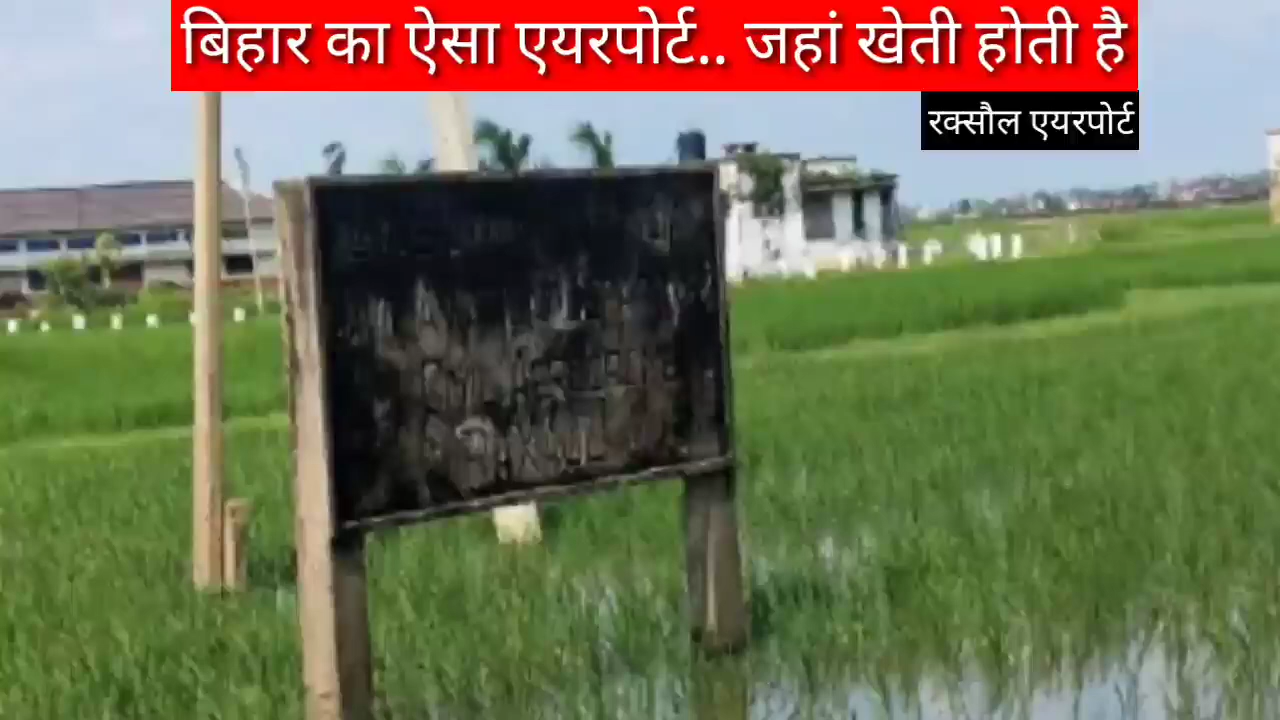 बिहार का ऐसा एयरपोर्ट.. जहां खेती होती है
रक्सौल एयरपोर्ट